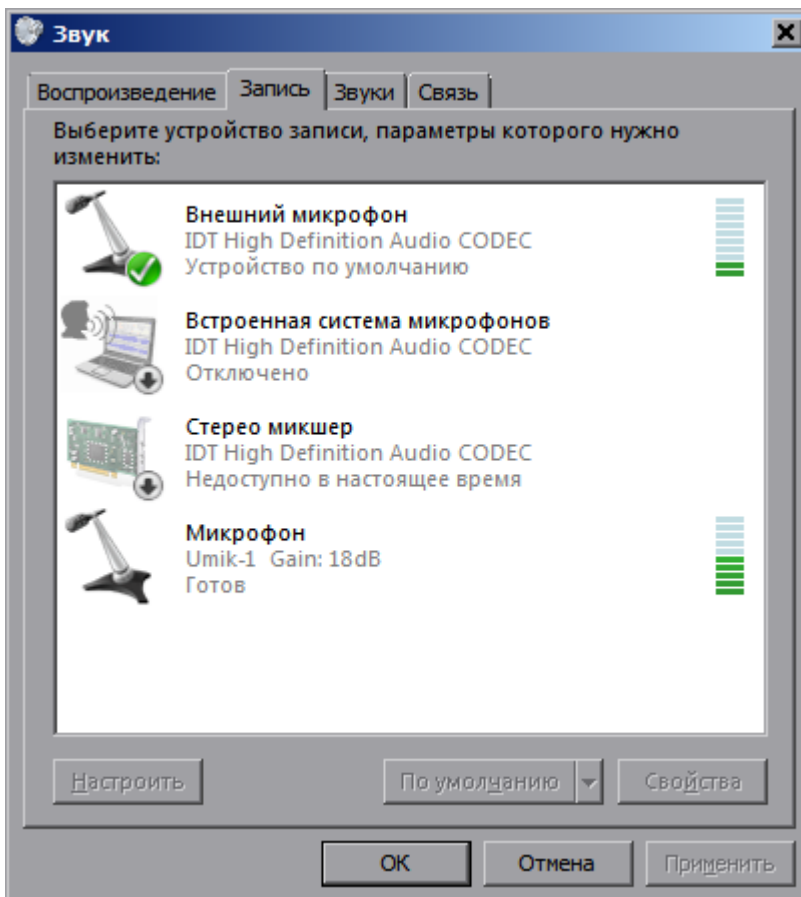 Звук
Воспроизведение Запись Звуки Связь
Выберите устройство записи, параметры которого нужно
изменить:
Внешний микрофон
IDT High Definition Audio CODEC
Устройство по умолчанию
Встроенная система микрофонов
IDT High Definition Audio CODEC
Отключено
Стерео микшер
IDT High Definition Audio CODEC
Недоступно в настоящее время
Микрофон
Umik-1 Gain: 18dB
Готов
Настроить По умолчанию Свойства
ОК Отмена Применить